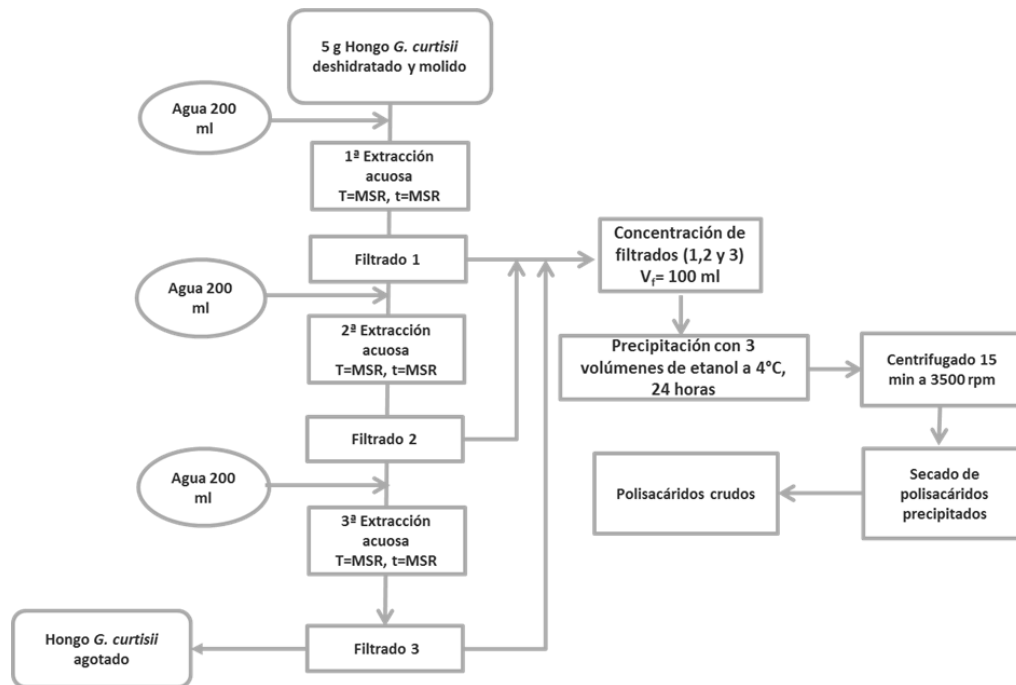 5 g Hongo G. curtisii
deshidratado y molido
Agua 200
ml
1ª Extracción
acuosa
T=MSR, t=MSR
Filtrado 1
Agua 200
ml
2ª Extracción
acuosa
T=MSR, t=MSR
Filtrado 2
Agua 200
ml
3ª Extracción
acuosa
T=MSR, t=MSR
Filtrado 3
Hongo G. curtisii
agotado
Concentración de
filtrados (1,2 y 3)
Vf= 100 ml
Precipitación con 3
volúmenes de etanol a 4°C,
24 horas
Centrifugado 15
min a 3500 rpm
Secado de
polisacáridos
precipitados
Polisacáridos crudos